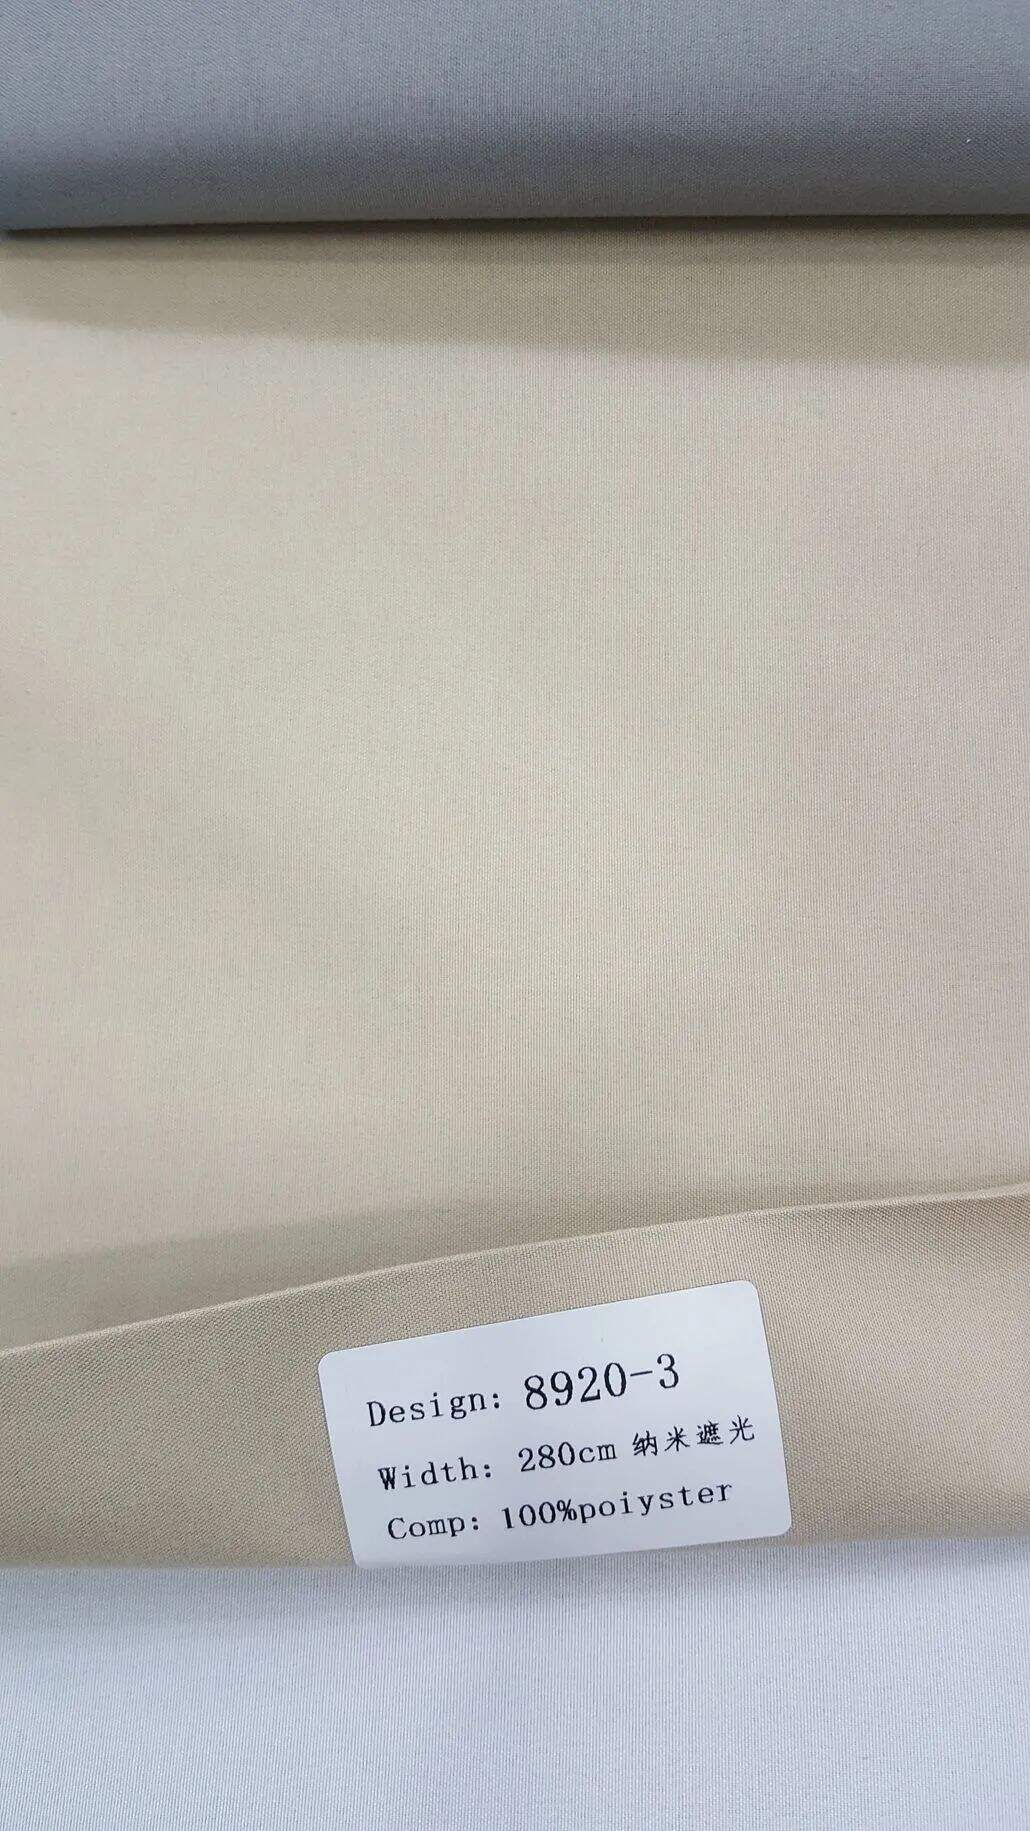 Design: 8920-3
Width: 280cm 纳米遮光
Comp: 100%poiyster